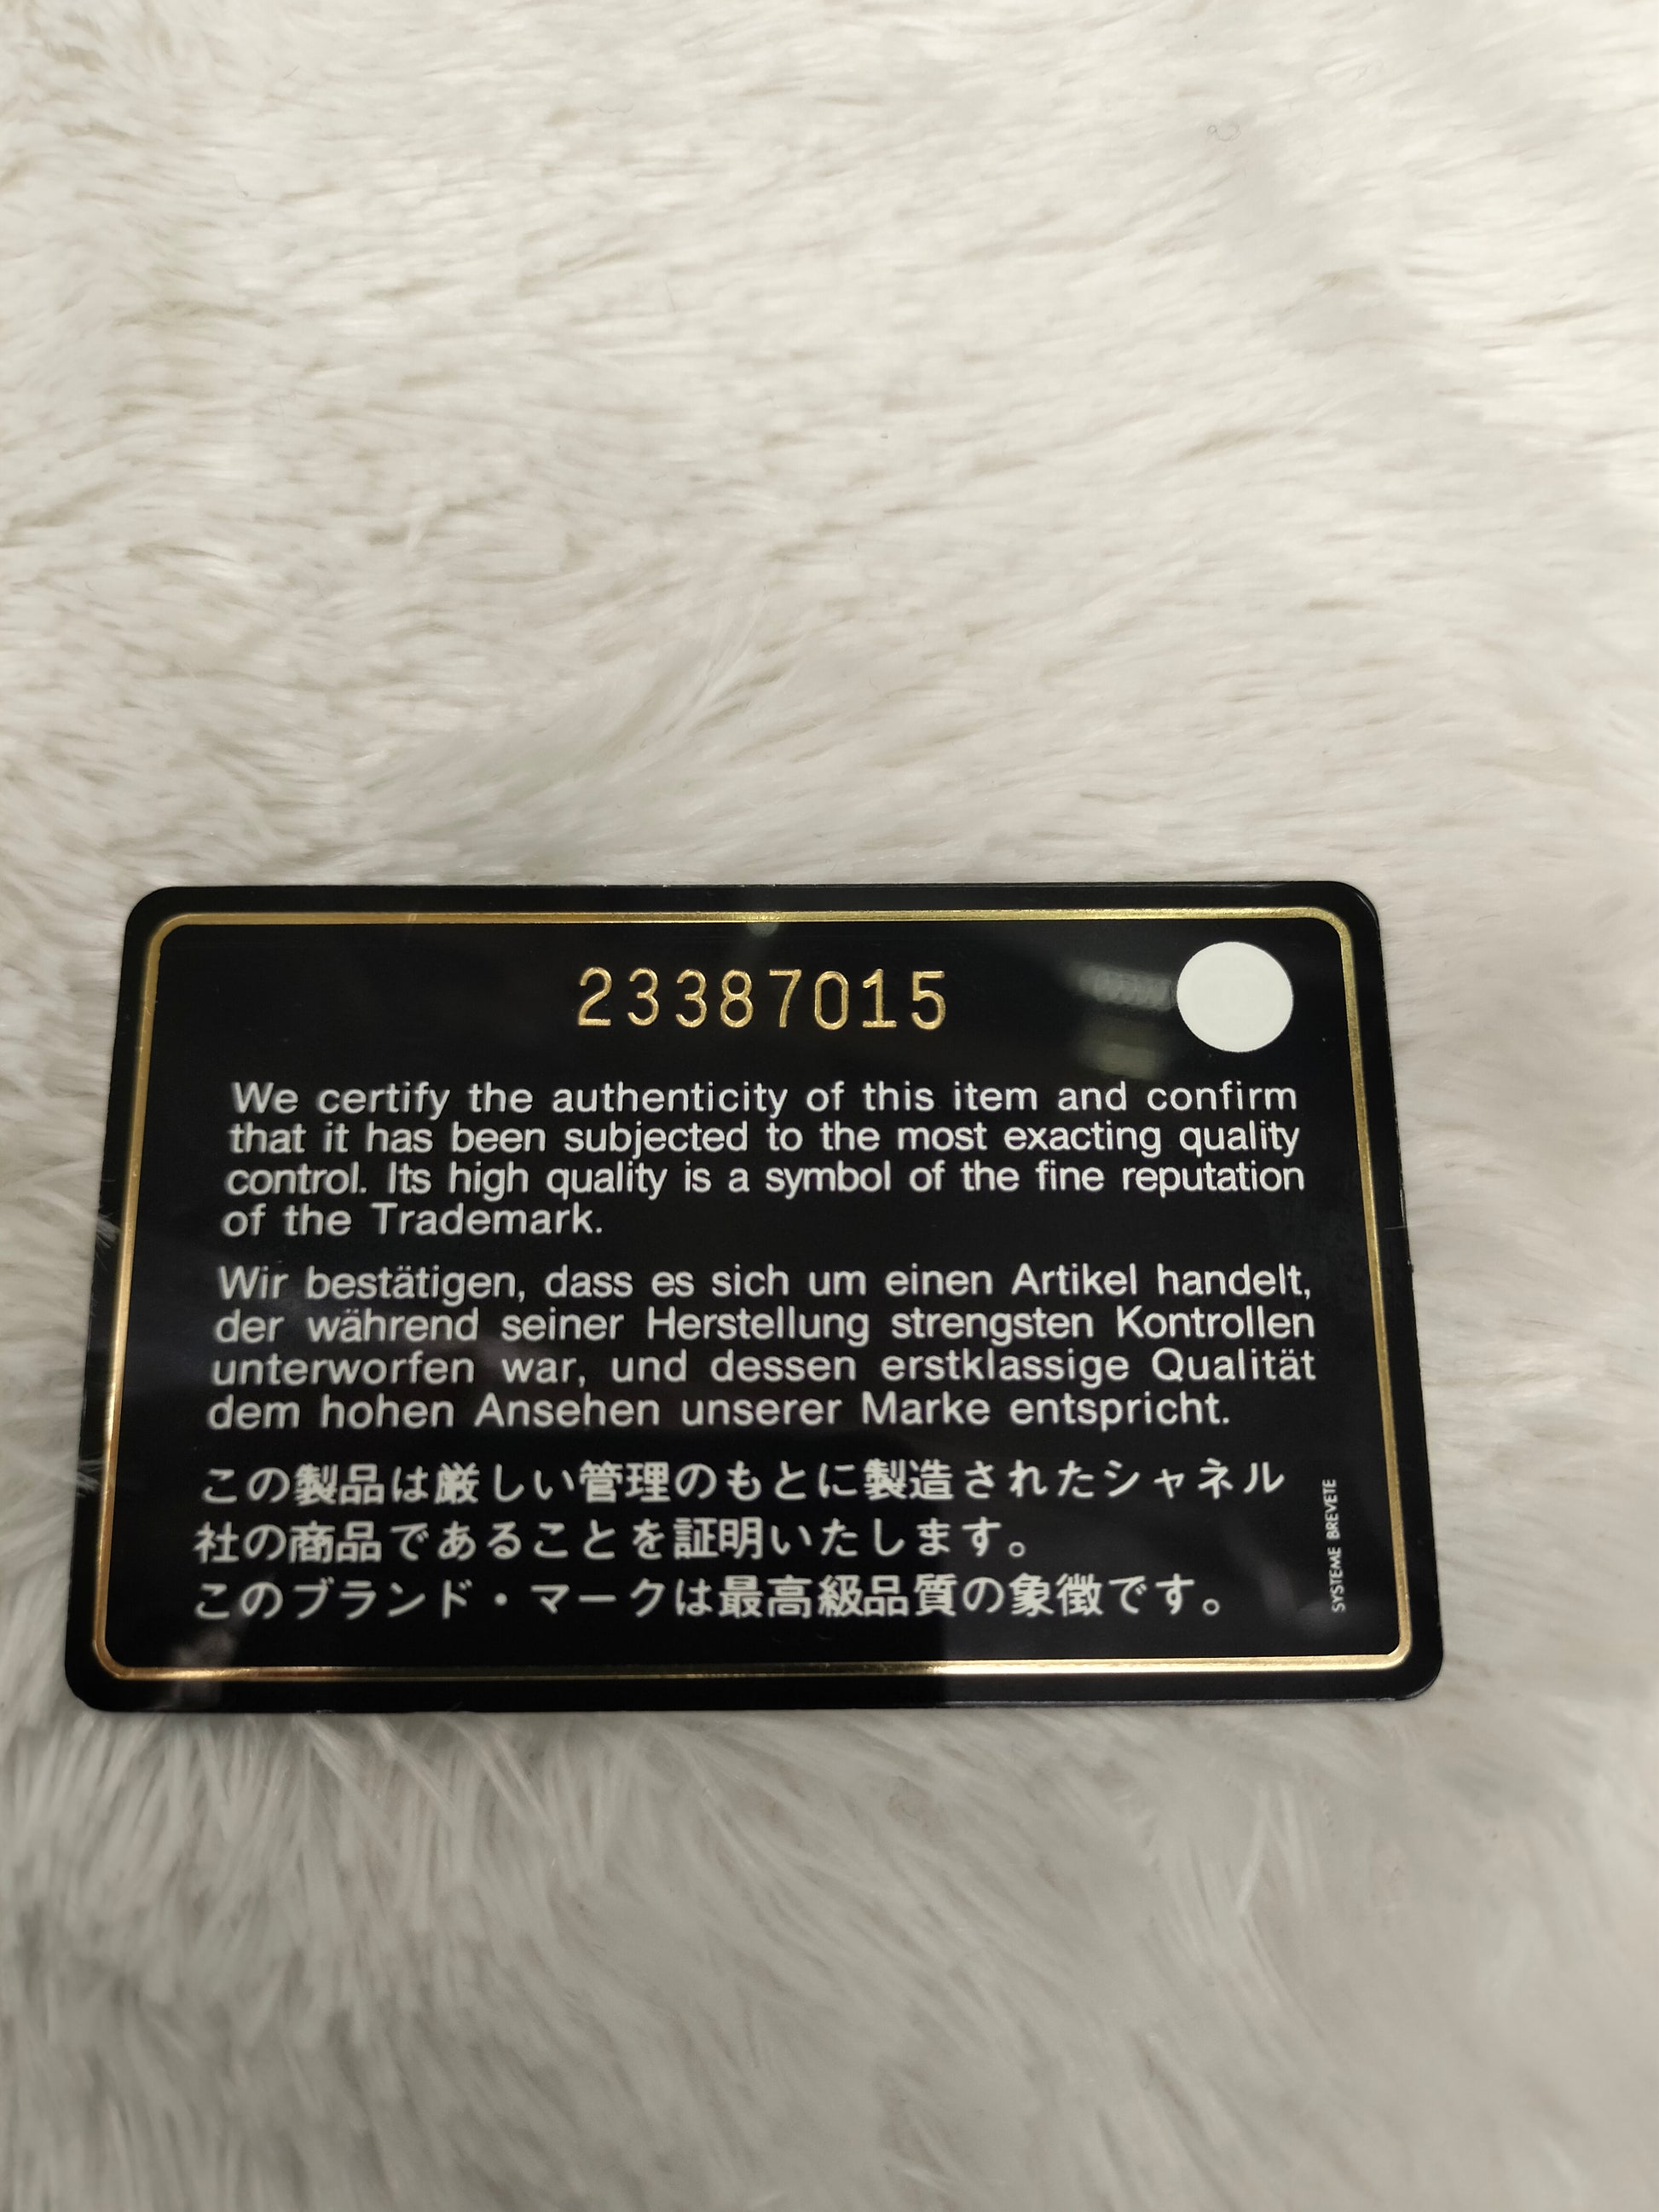 23387015
We certify the authenticity of this item and confirm
that it has been subjected to the most exacting quality
control. Its high quality is a symbol of the fine reputation
of the Trademark.
Wir bestätigen, dass es sich um einen Artikel handelt,
der während seiner Herstellung strengsten Kontrollen
unterworfen war, und dessen erstklassige Qualität
dem hohen Ansehen unserer Marke entspricht.
この製品は厳しい管理のもとに製造されたシャネル
社の商品であることを証明いたします。
このブランド・マークは最高級品質の象徴です。
SYSTEME BREVETE